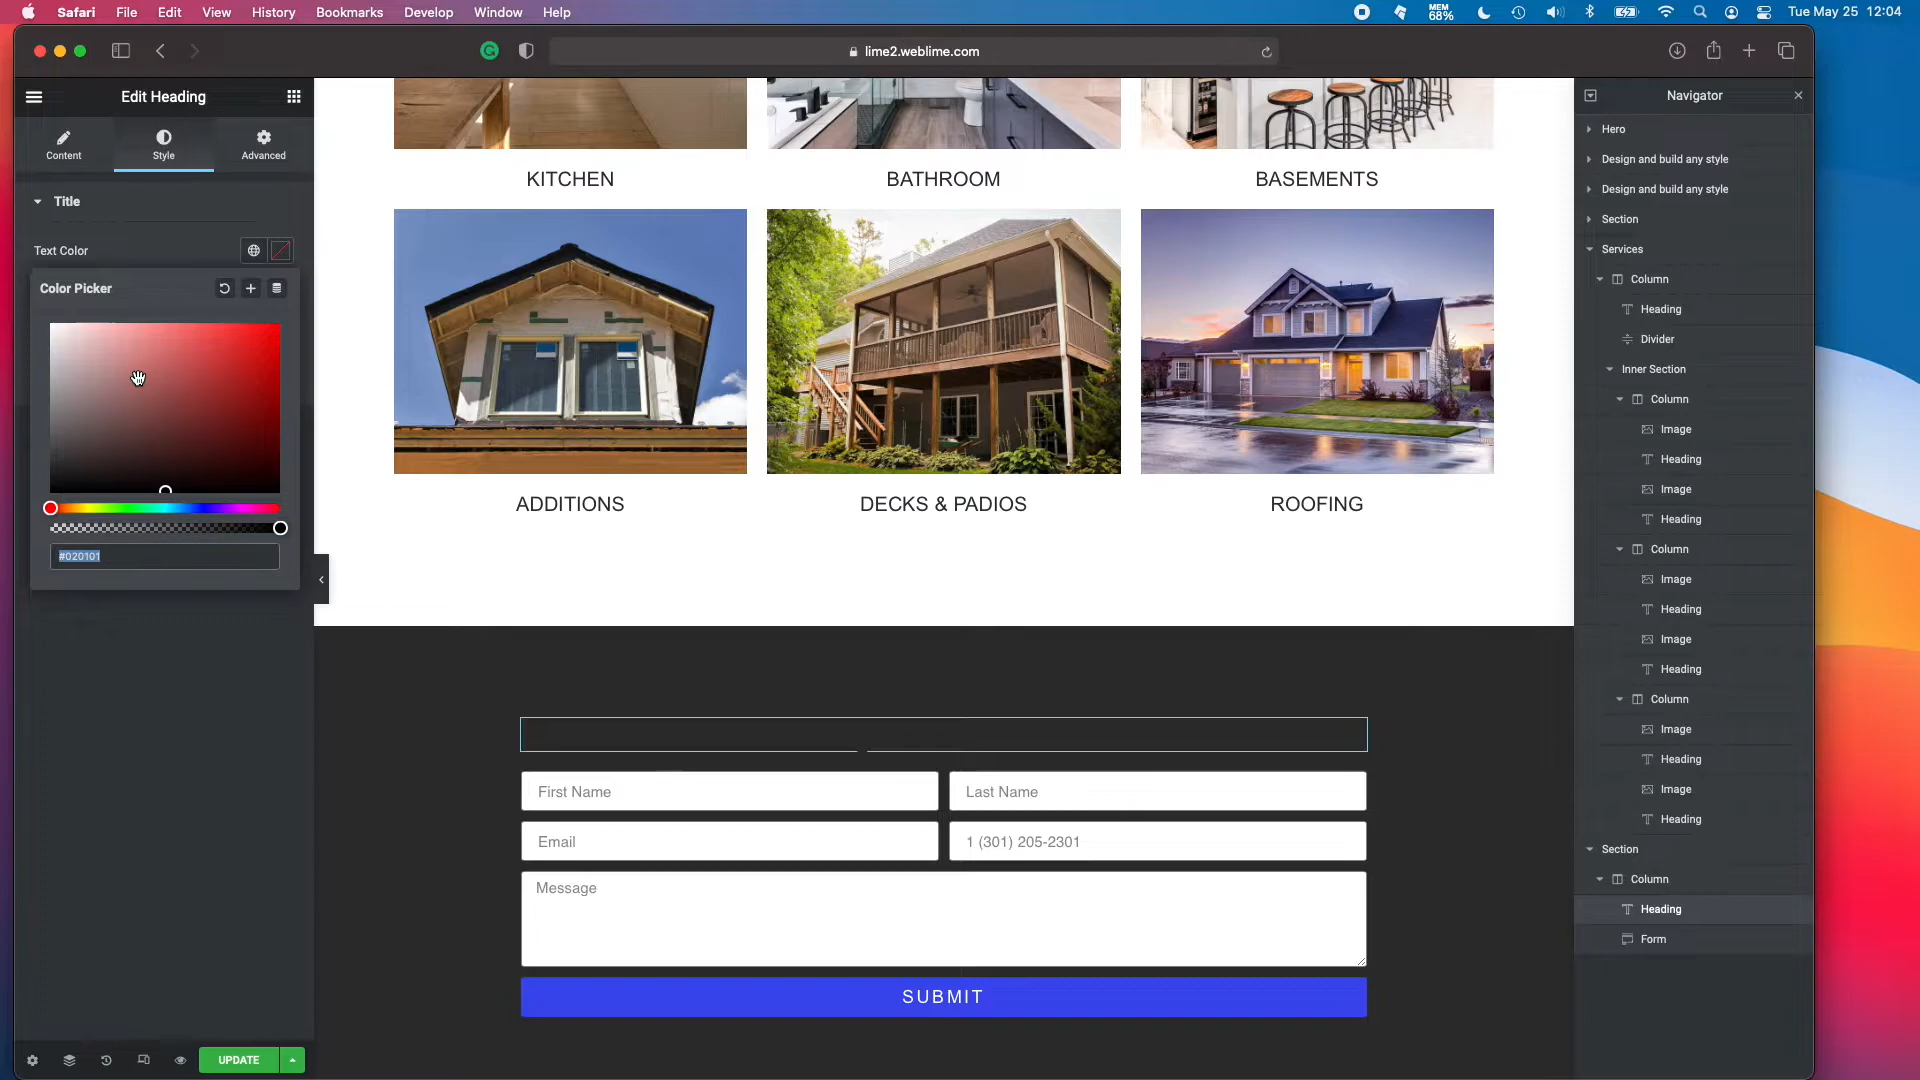 Safari File Edit View History Bookmarks Develop Window Help
MEM 68% Tue May 25 12:04
lime2.weblime.com
Edit Heading
Content Style Advanced
Title
Text Color
Color Picker
#020101
UPDATE
KITCHEN BATHROOM BASEMENTS
ADDITIONS DECKS & PADIOS ROOFING
First Name Last Name
Email 1 (301) 205-2301
Message
SUBMIT
Navigator
Hero
Design and build any style
Design and build any style
Section
Services
Column
Heading
Divider
Inner Section
Column
Image
Heading
Image
Heading
Column
Image
Heading
Image
Heading
Column
Image
Heading
Image
Heading
Section
Column
Heading
Form